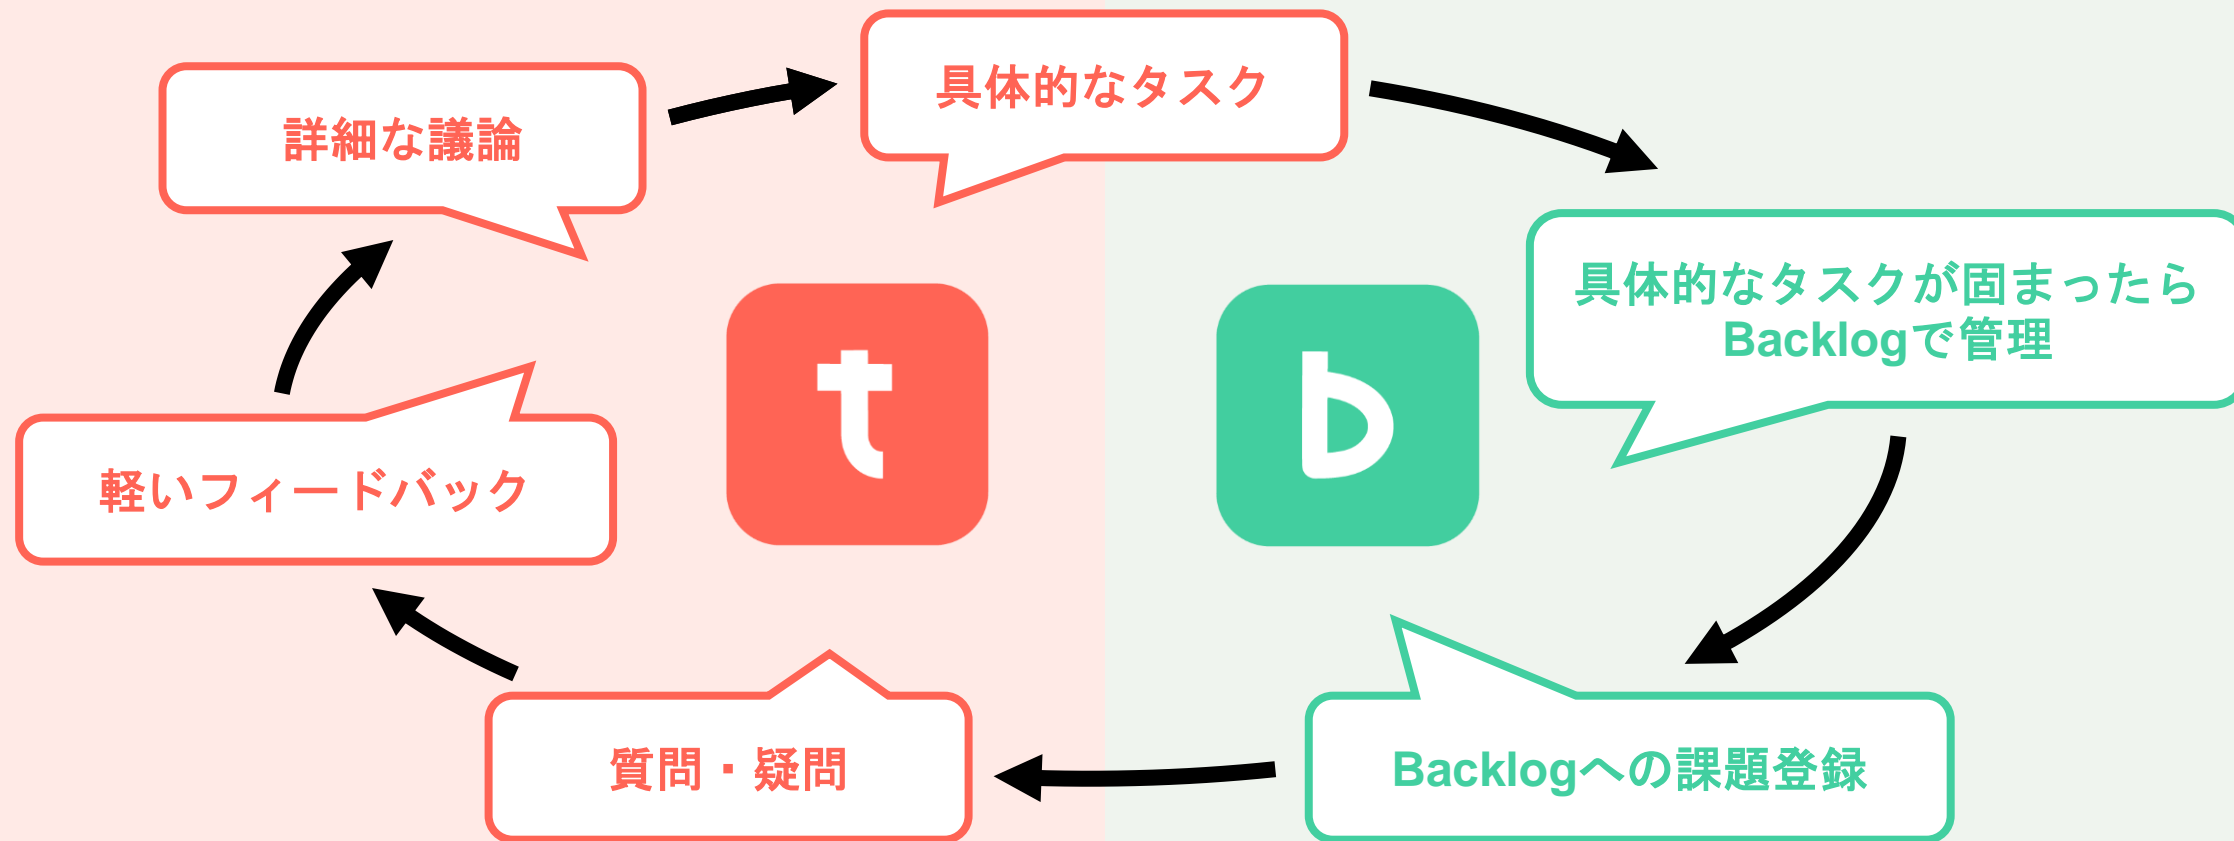 具体的なタスク
詳細な議論
具体的なタスクが固まったら
Backlogで管理
t
b
軽いフィードバック
質問・疑問
Backlogへの課題登録